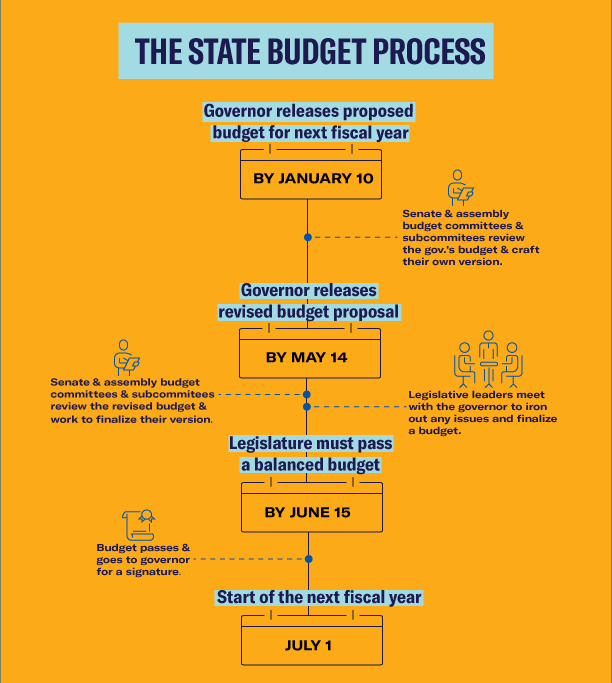 THE STATE BUDGET PROCESS
Governor releases proposed
budget for next fiscal year
BY JANUARY 10
Senate & assembly
budget committees &
subcommitees review
the gov.'s budget & craft
their own version.
Governor releases
revised budget proposal
BY MAY 14
Senate & assembly budget
committees & subcommitees
review the revised budget &
work to finalize their version.
Legislative leaders meet
with the governor to iron
out any issues and finalize
a budget.
Legislature must pass
a balanced budget
BY JUNE 15
Budget passes &
goes to governor
for a signature.
Start of the next fiscal year
JULY 1